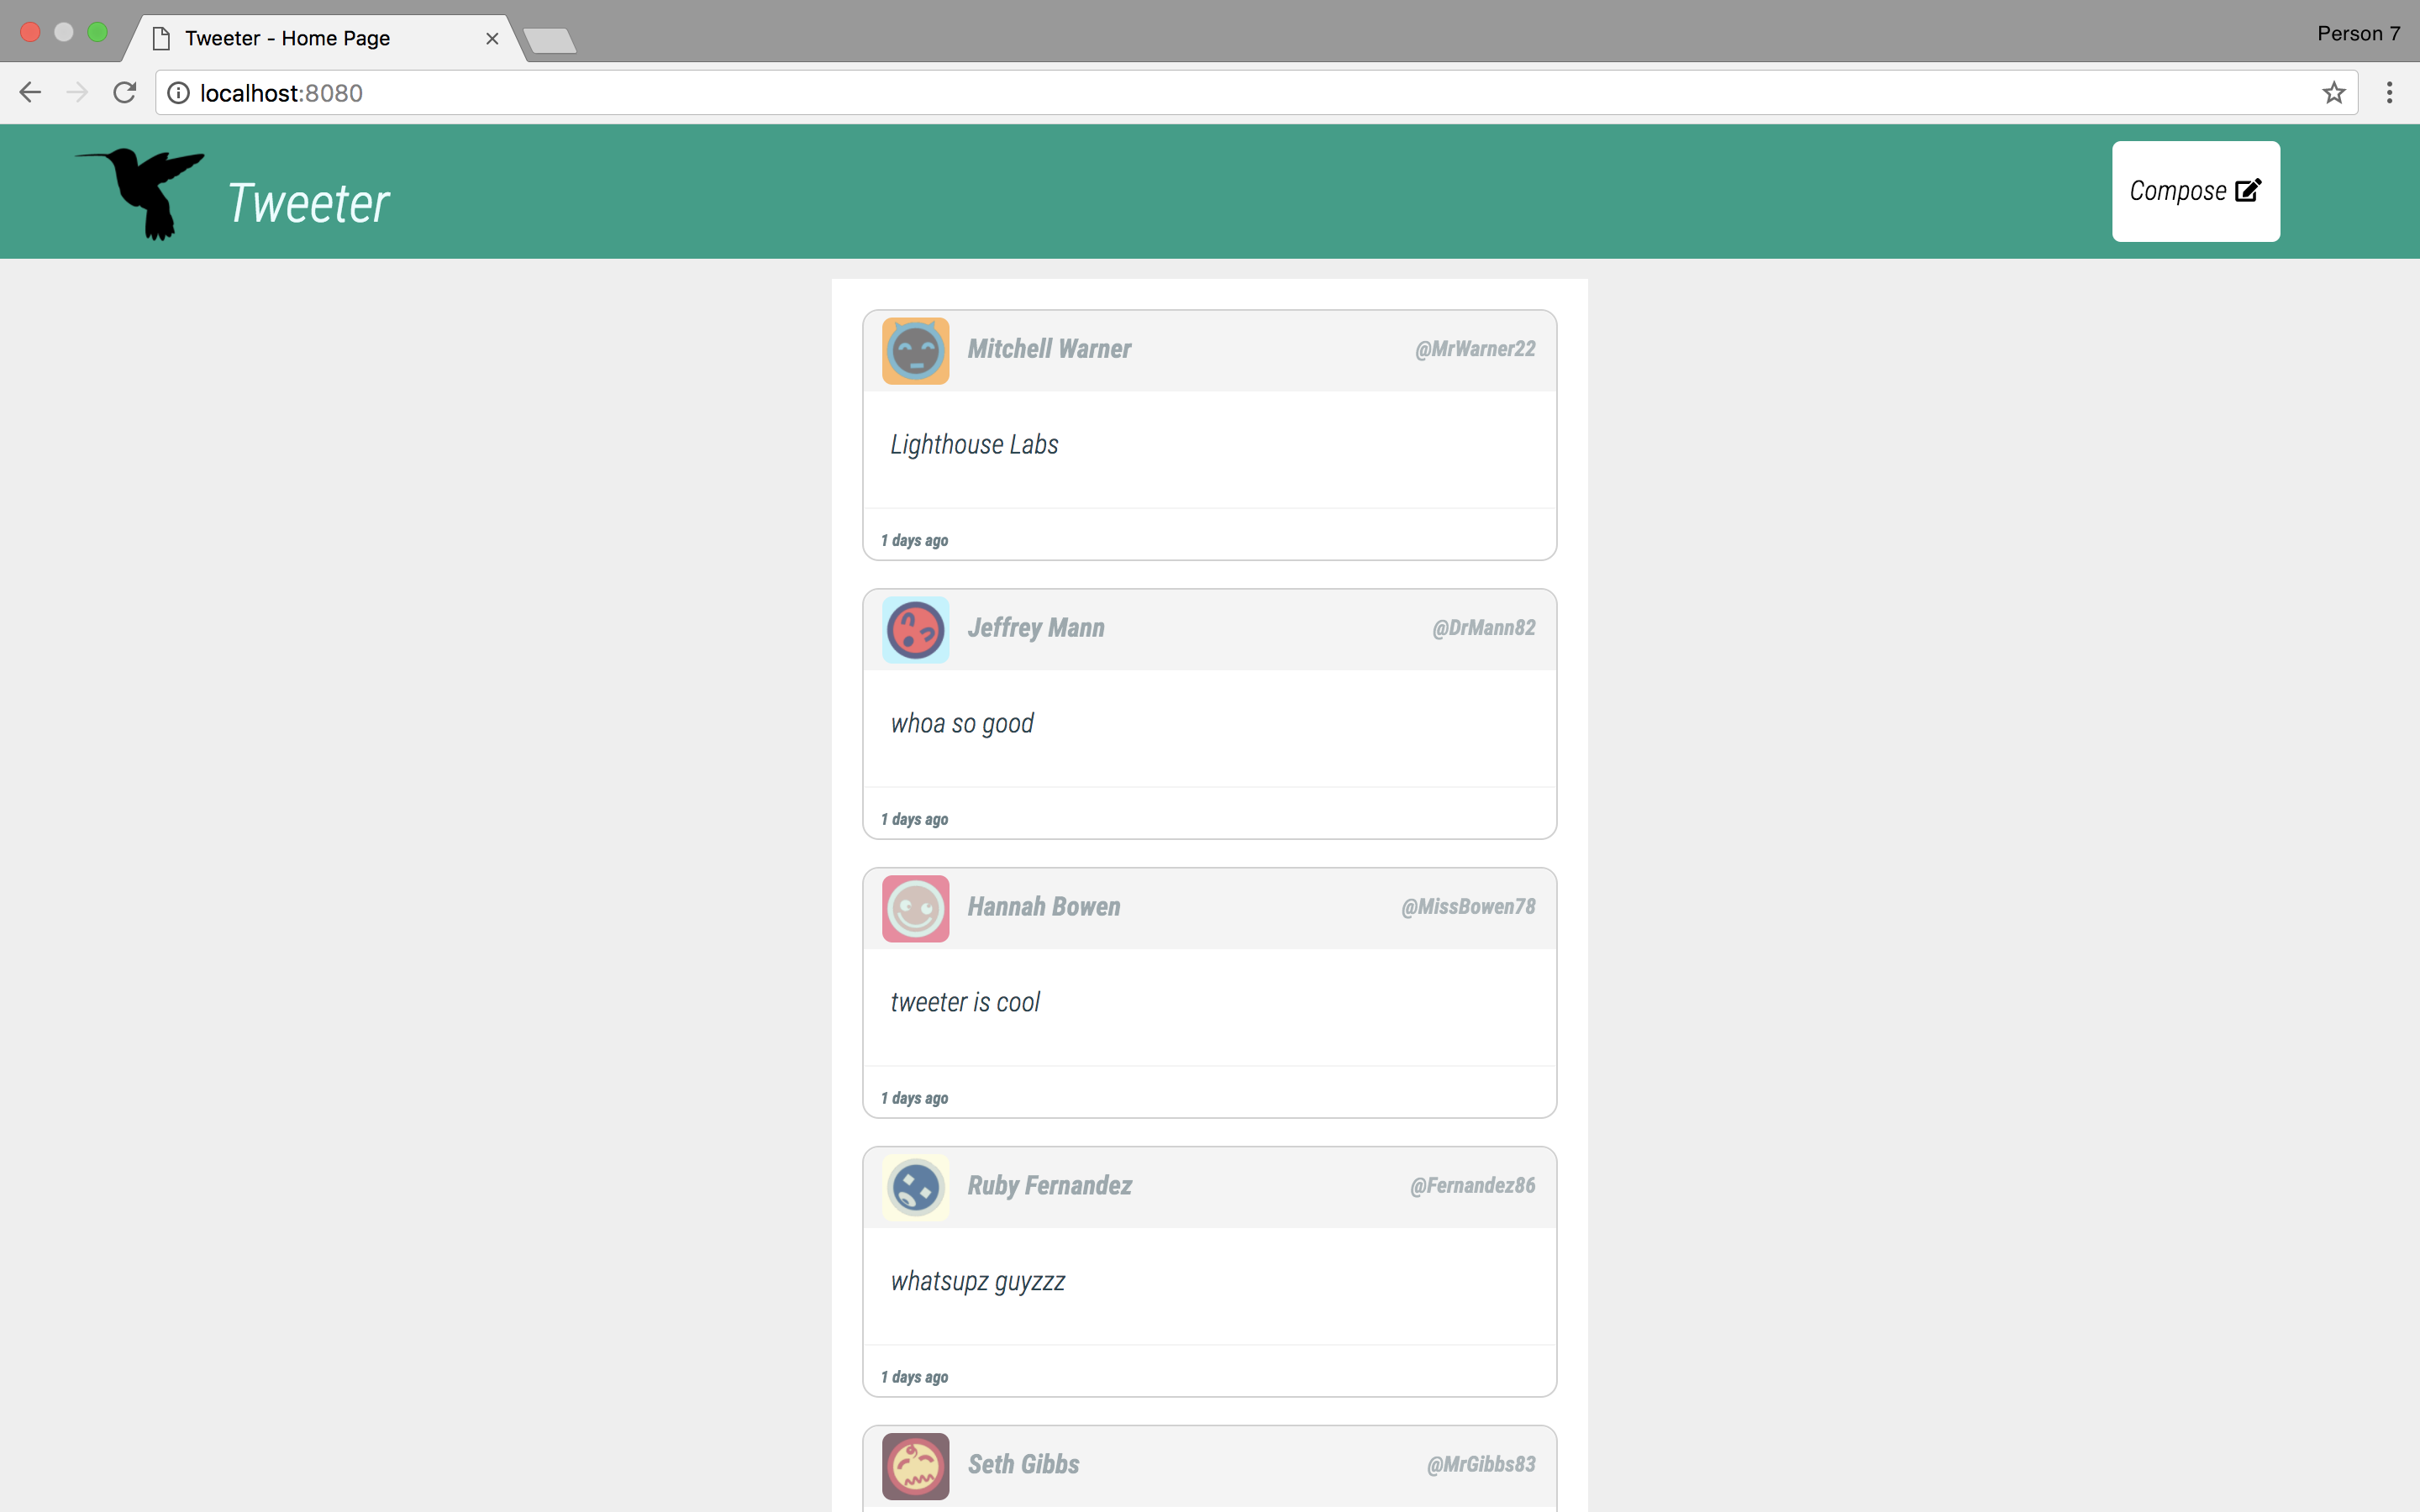 Tweeter - Home Page
Person 7
localhost:8080
Tweeter
Compose
Mitchell Warner @MrWarner22
Lighthouse Labs
1 days ago
Jeffrey Mann @DrMann82
whoa so good
1 days ago
Hannah Bowen @MissBowen78
tweeter is cool
1 days ago
Ruby Fernandez @Fernandez86
whatsupz guyzzz
1 days ago
Seth Gibbs @MrGibbs83